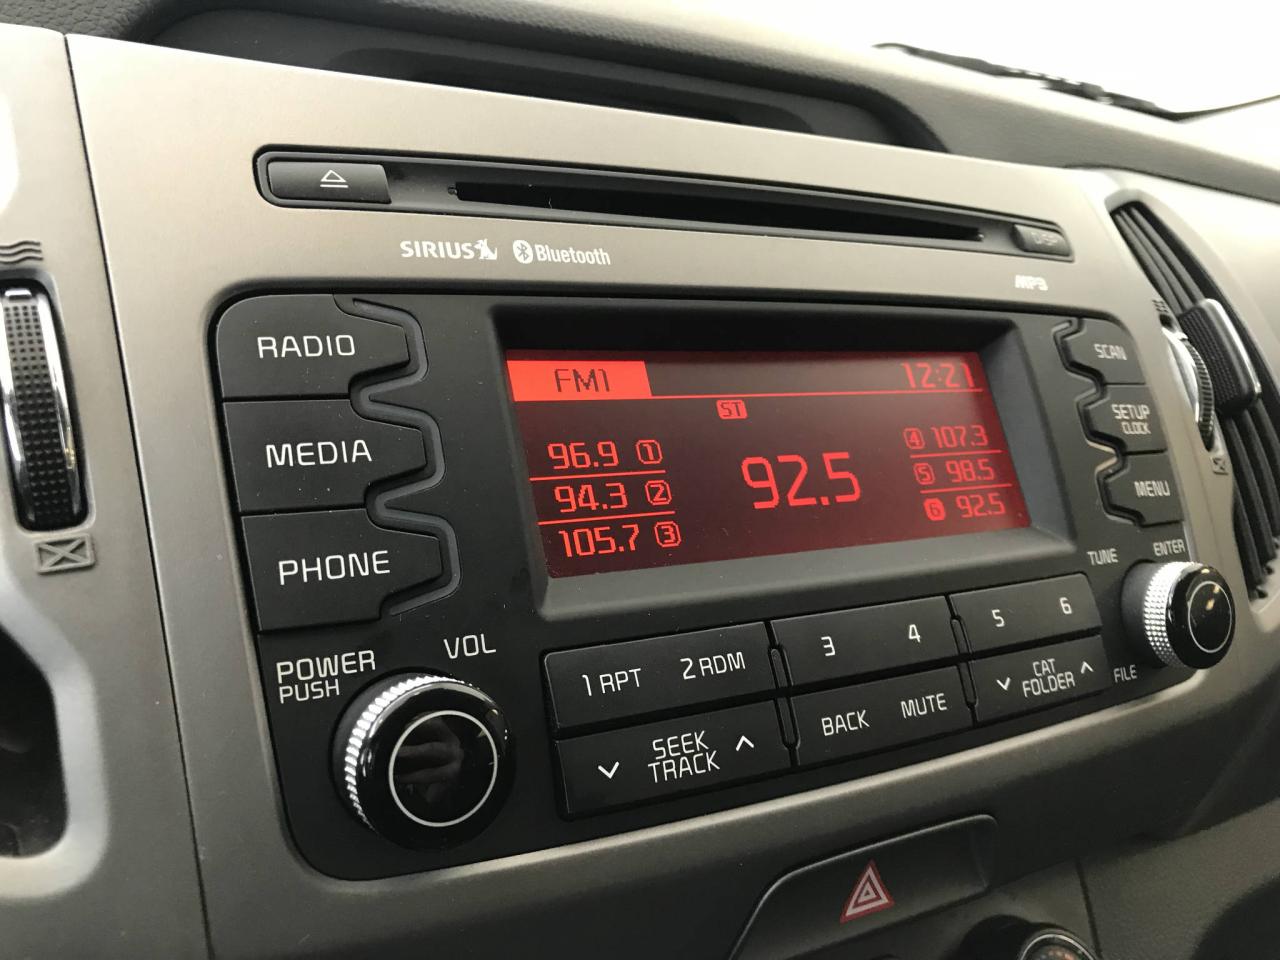 DISP
SIRIUS
Bluetooth
MP3
RADIO
MEDIA
PHONE
FM1
12:21
ST
96.9 1
94.3 2
105.7 3
92.5
4 107.3
5 98.5
6 92.5
SCAN
SETUP
CLOCK
MENU
TUNE
ENTER
FILE
POWER
PUSH
VOL
1 RPT 2 RDM
3 4
5 6
SEEK
TRACK
BACK MUTE
CAT
FOLDER